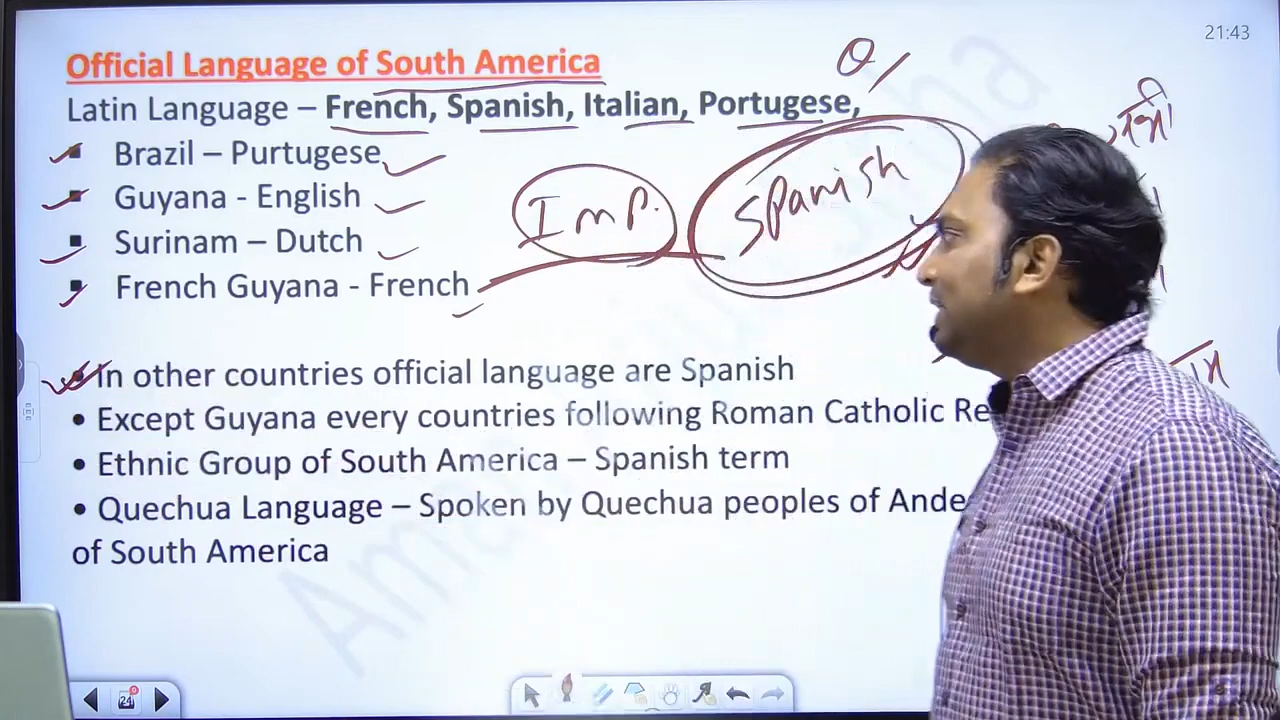 21:43
Official Language of South America
Latin Language – French, Spanish, Italian, Portugese,
Brazil – Purtugese
Guyana - English
Surinam – Dutch
French Guyana - French
Imp.
Spanish
In other countries official language are Spanish
• Except Guyana every countries following Roman Catholic Re
• Ethnic Group of South America – Spanish term
• Quechua Language – Spoken by Quechua peoples of Ande
of South America
24